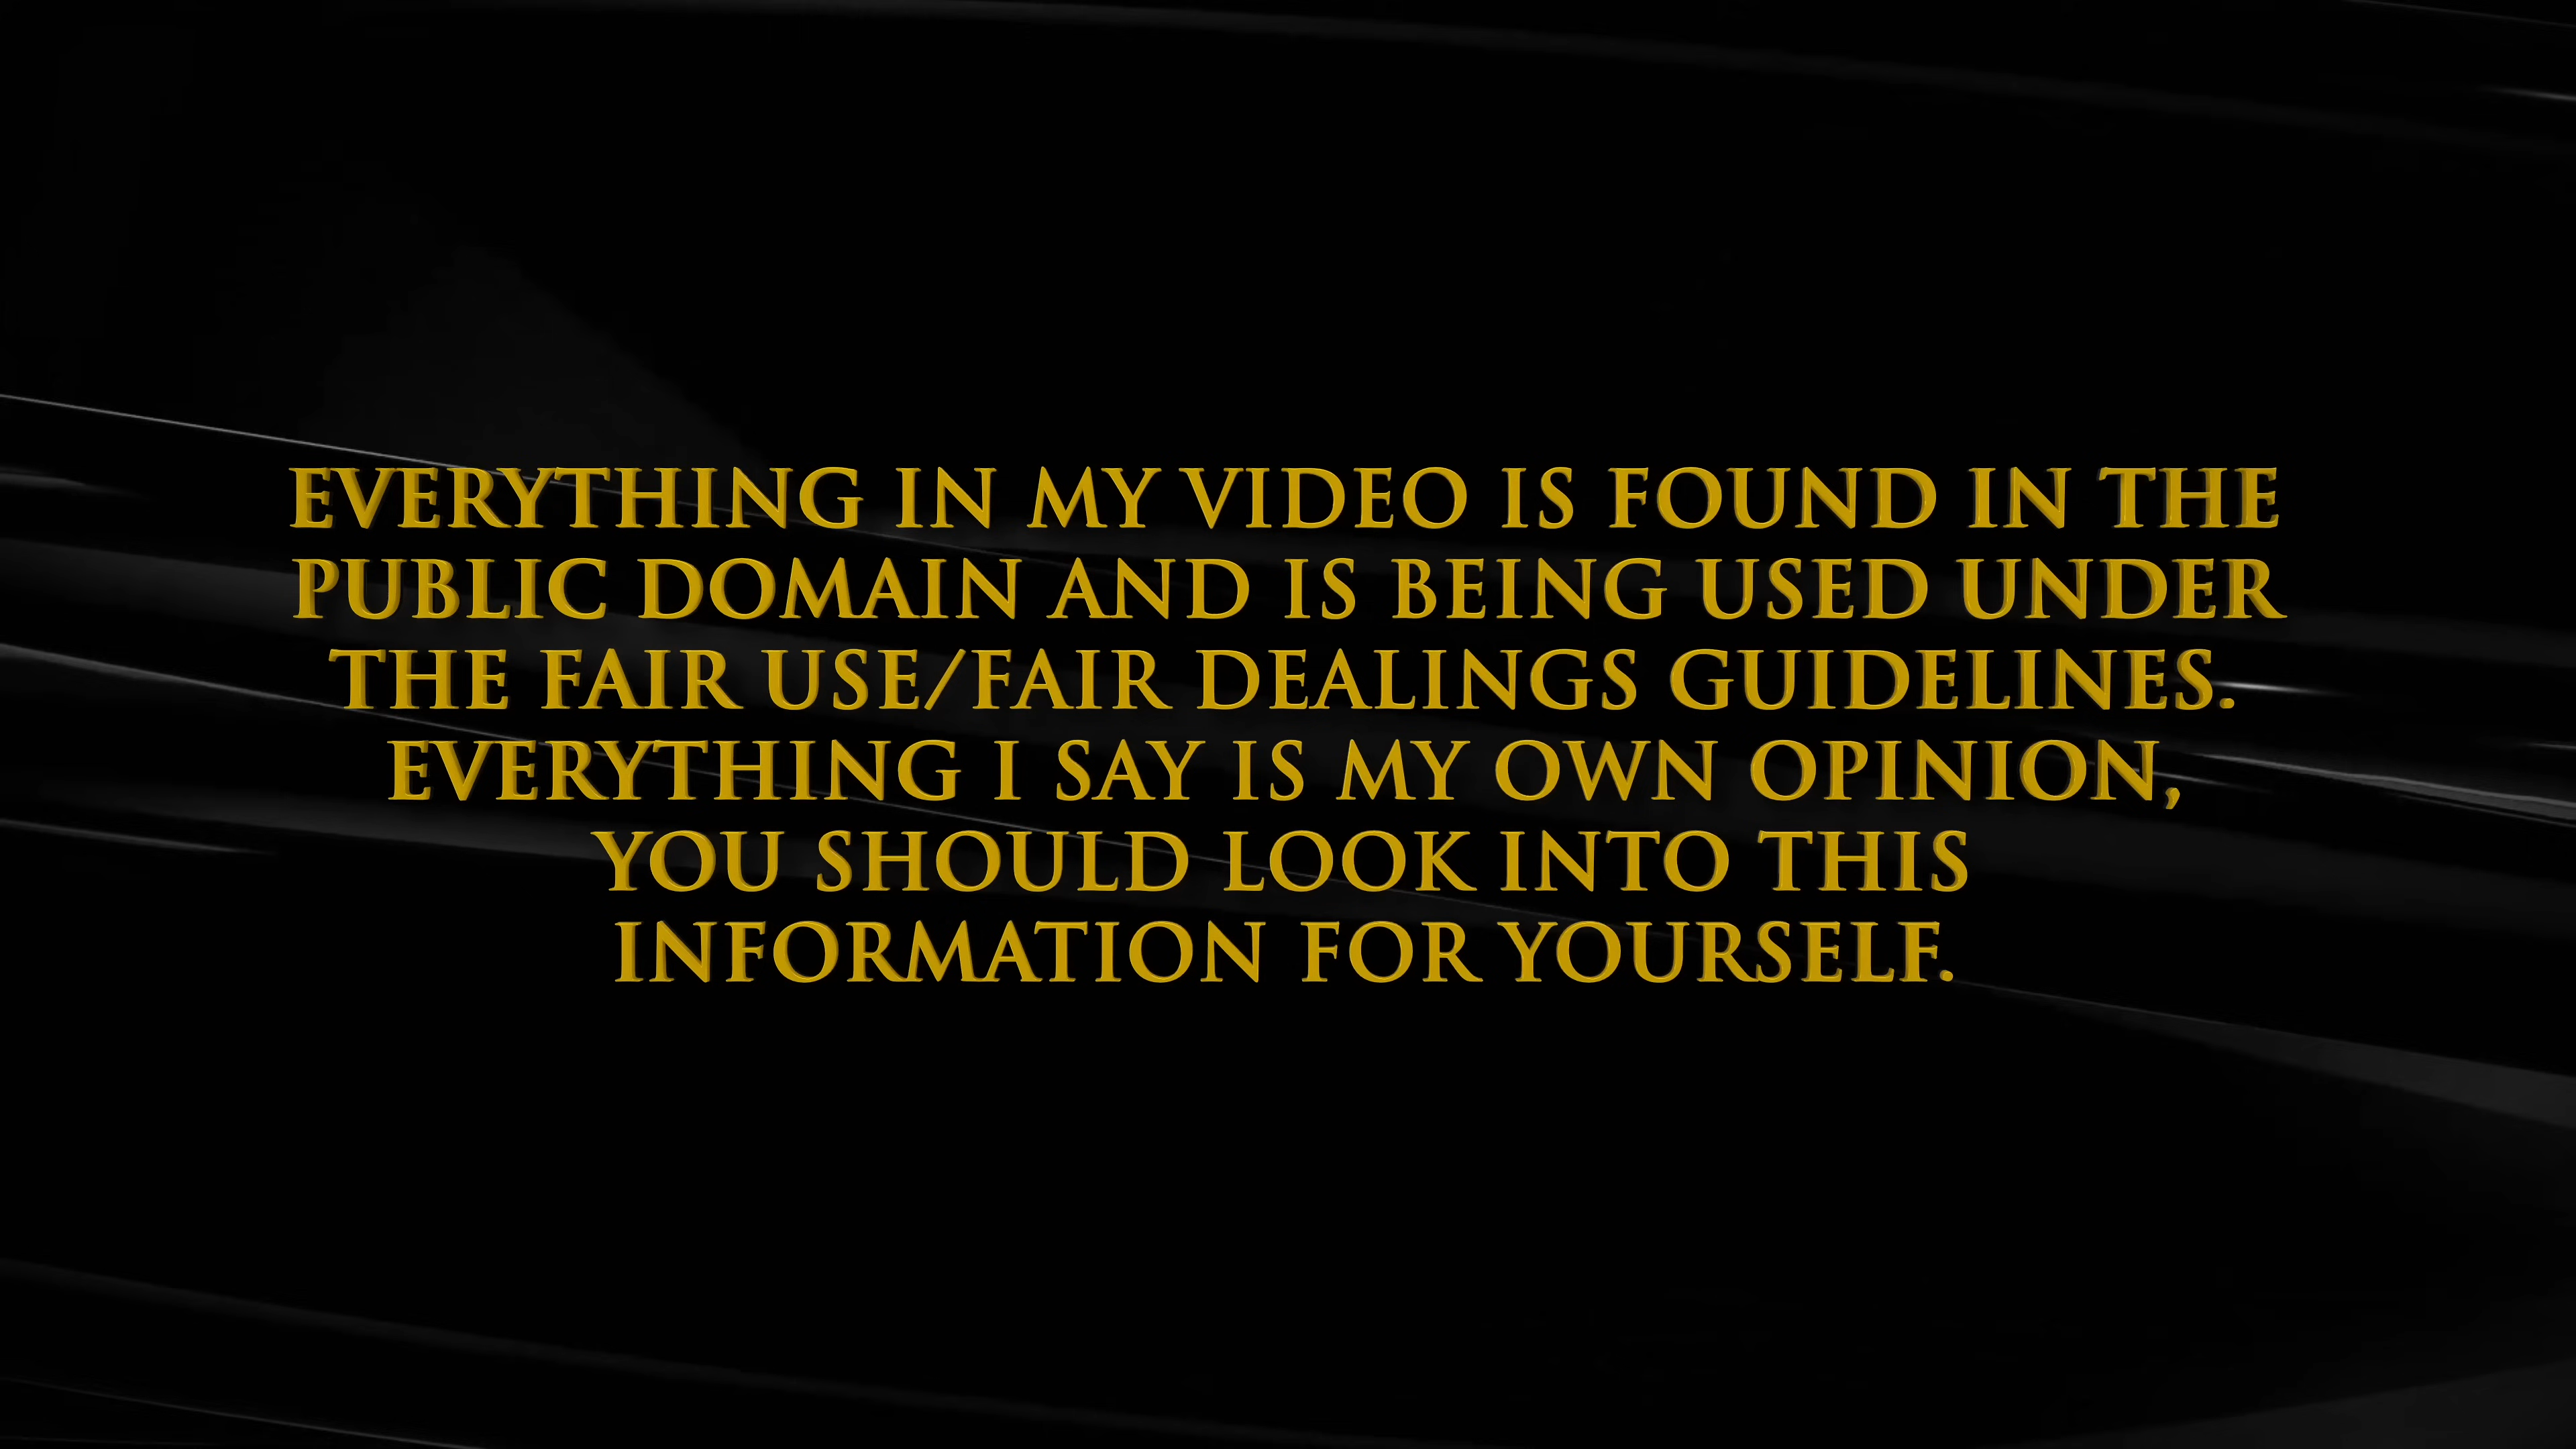 EVERYTHING IN MY VIDEO IS FOUND IN THE
PUBLIC DOMAIN AND IS BEING USED UNDER
THE FAIR USE/FAIR DEALINGS GUIDELINES.
EVERYTHING I SAY IS MY OWN OPINION,
YOU SHOULD LOOK INTO THIS
INFORMATION FOR YOURSELF.